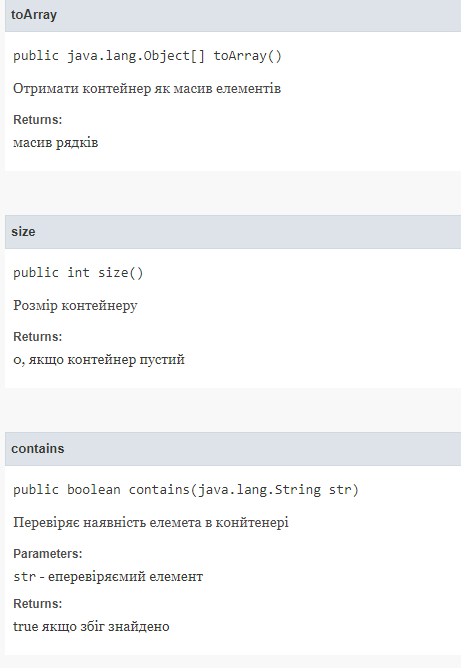 toArray
public java.lang.Object[] toArray()
Отримати контейнер як масив елементів
Returns:
масив рядків
size
public int size()
Розмір контейнеру
Returns:
0, якщо контейнер пустий
contains
public boolean contains(java.lang.String str)
Перевіряє наявність елемета в конйтенері
Parameters:
str - еперевіряємий елемент
Returns:
true якщо збіг знайдено